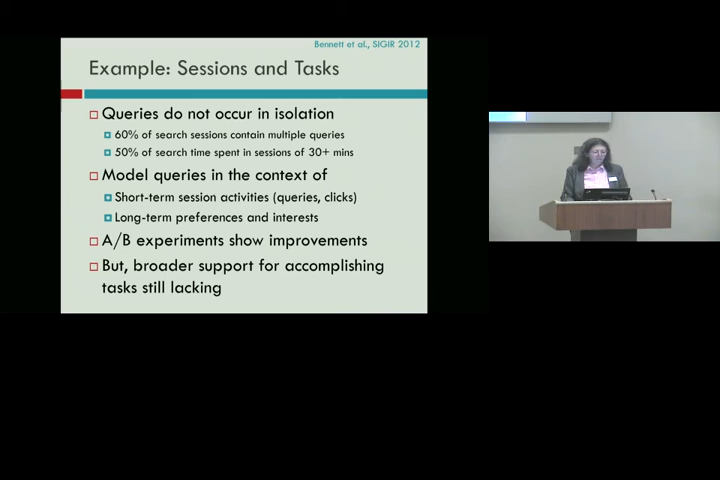 Bennett et al., SIGIR 2012
Example: Sessions and Tasks
Queries do not occur in isolation
60% of search sessions contain multiple queries
50% of search time spent in sessions of 30+ mins
Model queries in the context of
Short-term session activities (queries, clicks)
Long-term preferences and interests
A/B experiments show improvements
But, broader support for accomplishing
tasks still lacking